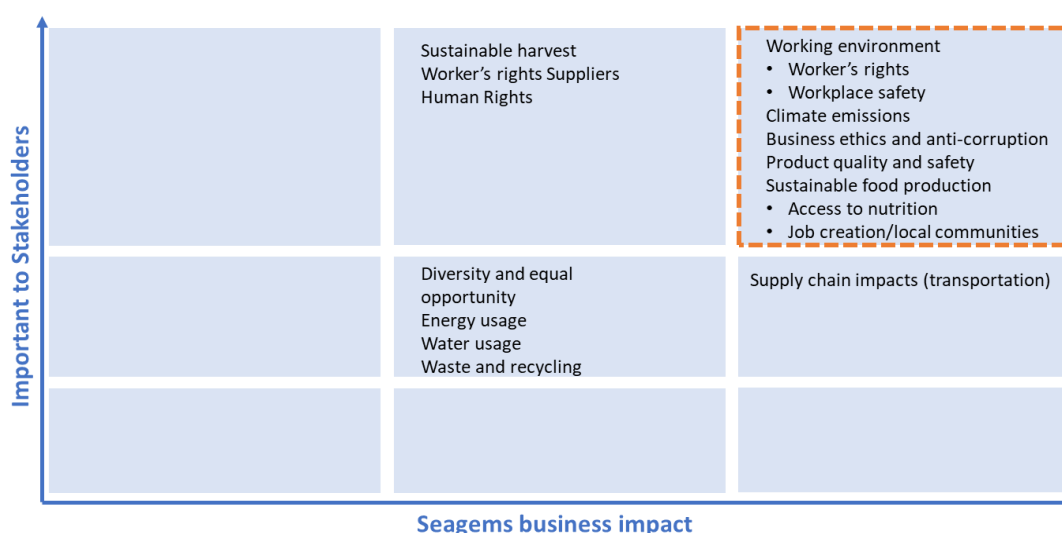 Important to Stakeholders
Sustainable harvest
Worker's rights Suppliers
Human Rights
Working environment
• Worker's rights
• Workplace safety
Climate emissions
Business ethics and anti-corruption
Product quality and safety
Sustainable food production
• Access to nutrition
• Job creation/local communities
Diversity and equal
opportunity
Energy usage
Water usage
Waste and recycling
Supply chain impacts (transportation)
Seagems business impact